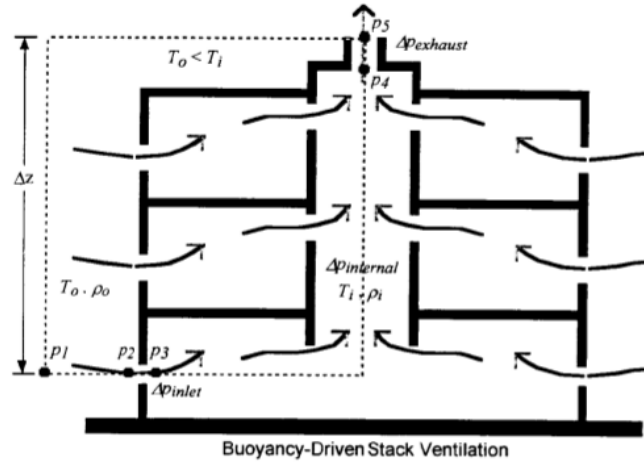 p5
Δpexhaust
To < Ti
p4
Δz
Δpinternal
Ti . ρi
To . ρo
p1
p2
p3
Δpinlet
Buoyancy-Driven Stack Ventilation